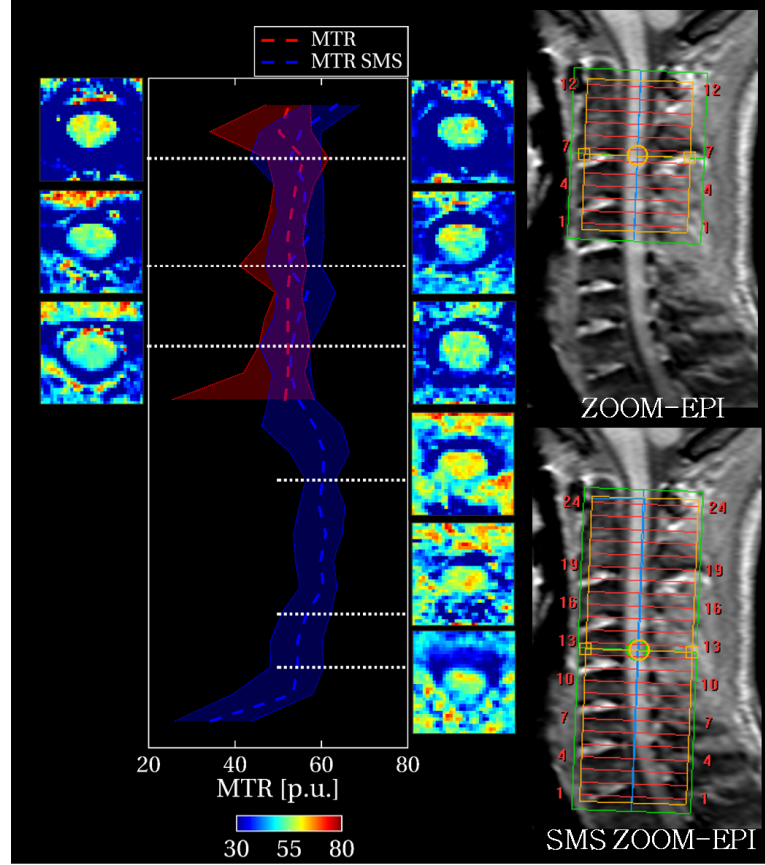 MTR
MTR SMS
20 40 60 80
MTR [p.u.]
30 55 80
12 12
7 7
4 4
1 1
ZOOM-EPI
24 24
19 19
16 16
13 13
10 10
7 7
4 4
1 1
SMS ZOOM-EPI